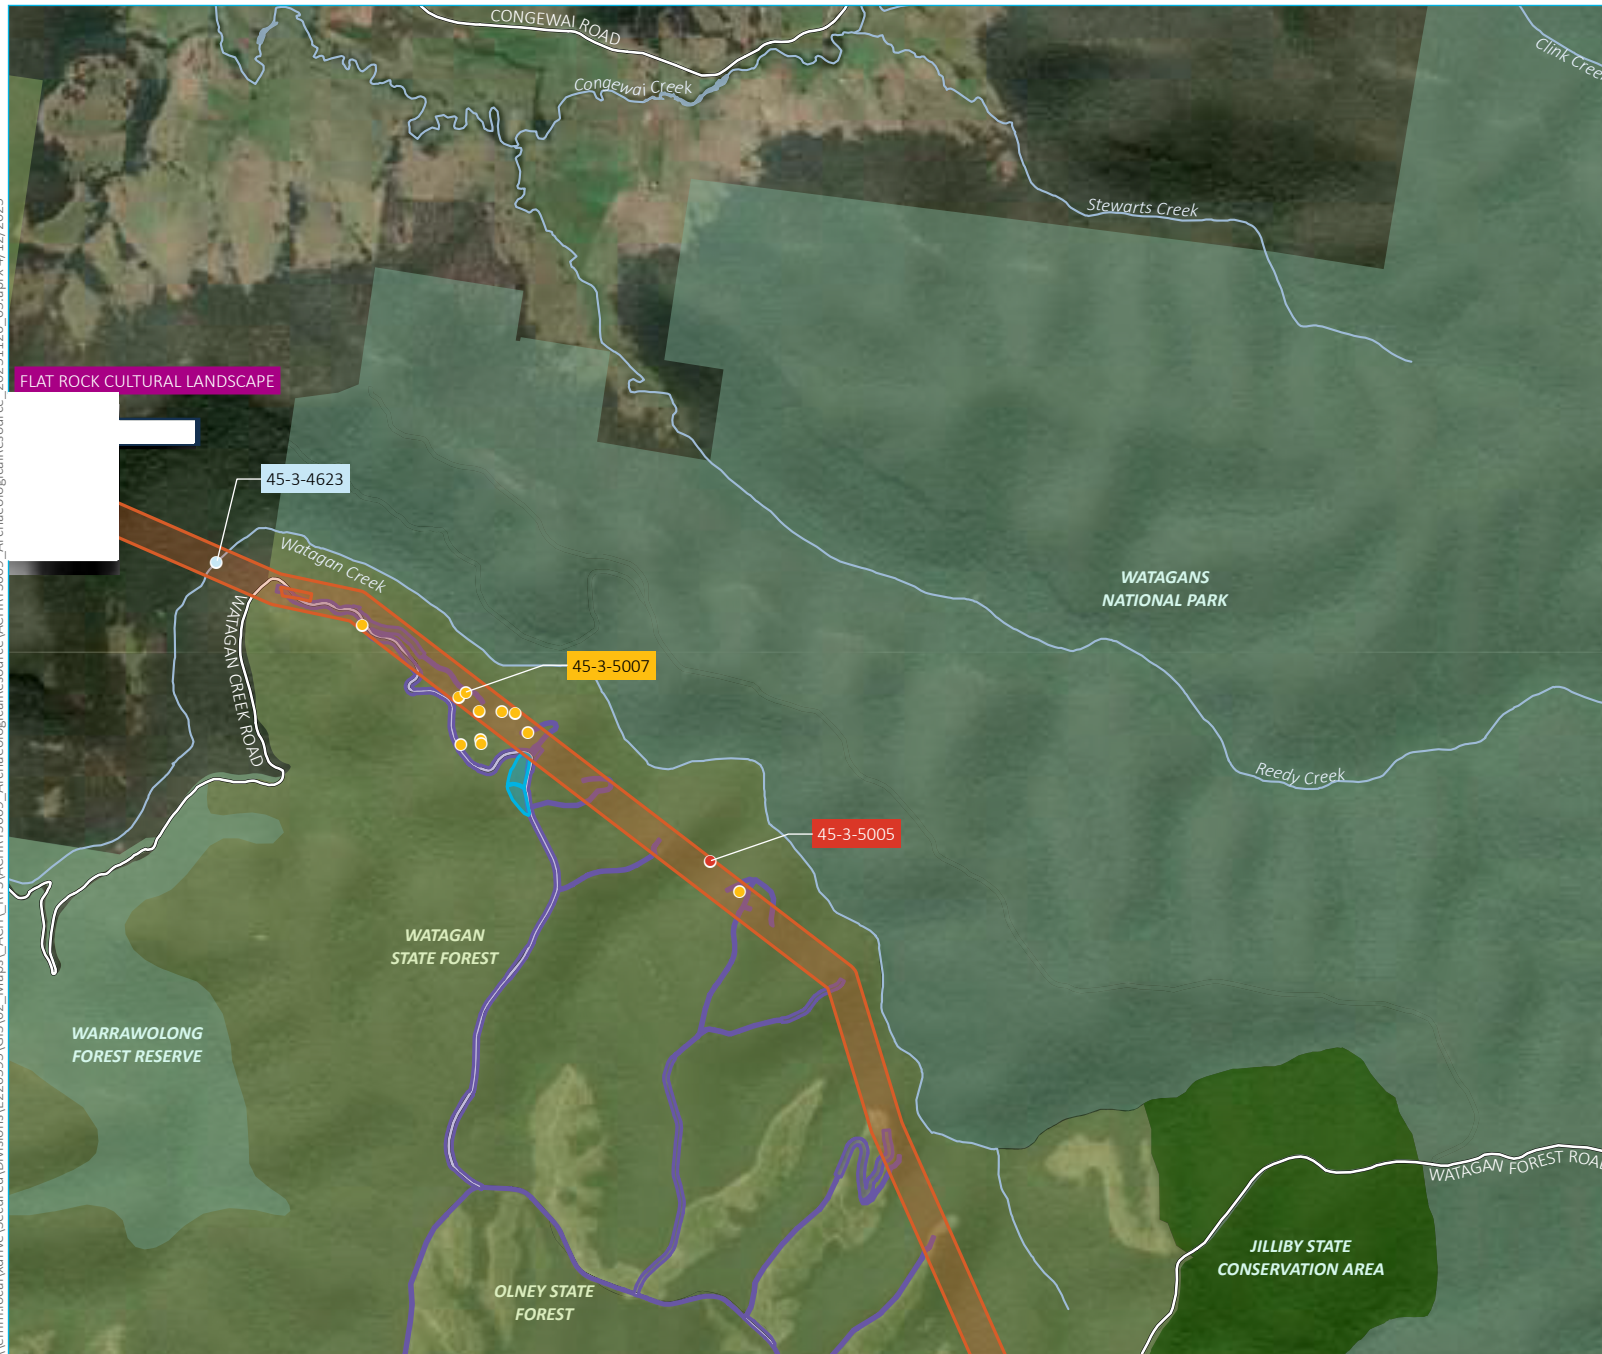 CONGEWAI ROAD
Clink Cree
Congewai Creek
Stewarts Creek
FLAT ROCK CULTURAL LANDSCAPE
45-3-4623
Watagan Creek
WATAGANS
NATIONAL PARK
WATAGAN CREEK ROAD
45-3-5007
Reedy Creek
45-3-5005
WATAGAN
STATE FOREST
WARRAWOLONG
FOREST RESERVE
WATAGAN FOREST ROA
JILLIBY STATE
CONSERVATION AREA
OLNEY STATE
FOREST